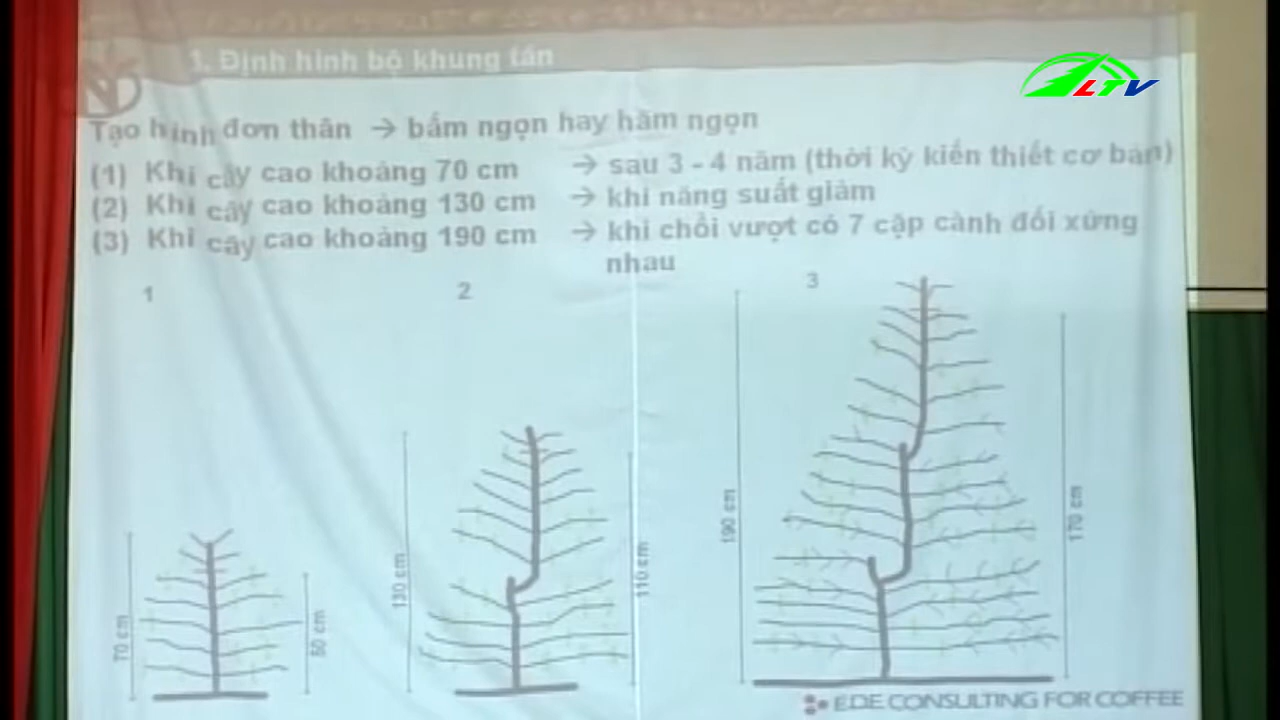 3. Định hình bộ khung tán
LTV
Tạo hình đơn thân → bấm ngọn hay hãm ngọn
(1) Khi cây cao khoảng 70 cm → sau 3 - 4 năm (thời kỳ kiến thiết cơ bản)
(2) Khi cây cao khoảng 130 cm → khi năng suất giảm
(3) Khi cây cao khoảng 190 cm → khi chồi vượt có 7 cặp cành đối xứng
nhau
1
2
3
70 cm
50 cm
130 cm
110 cm
190 cm
170 cm
EDE CONSULTING FOR COFFEE